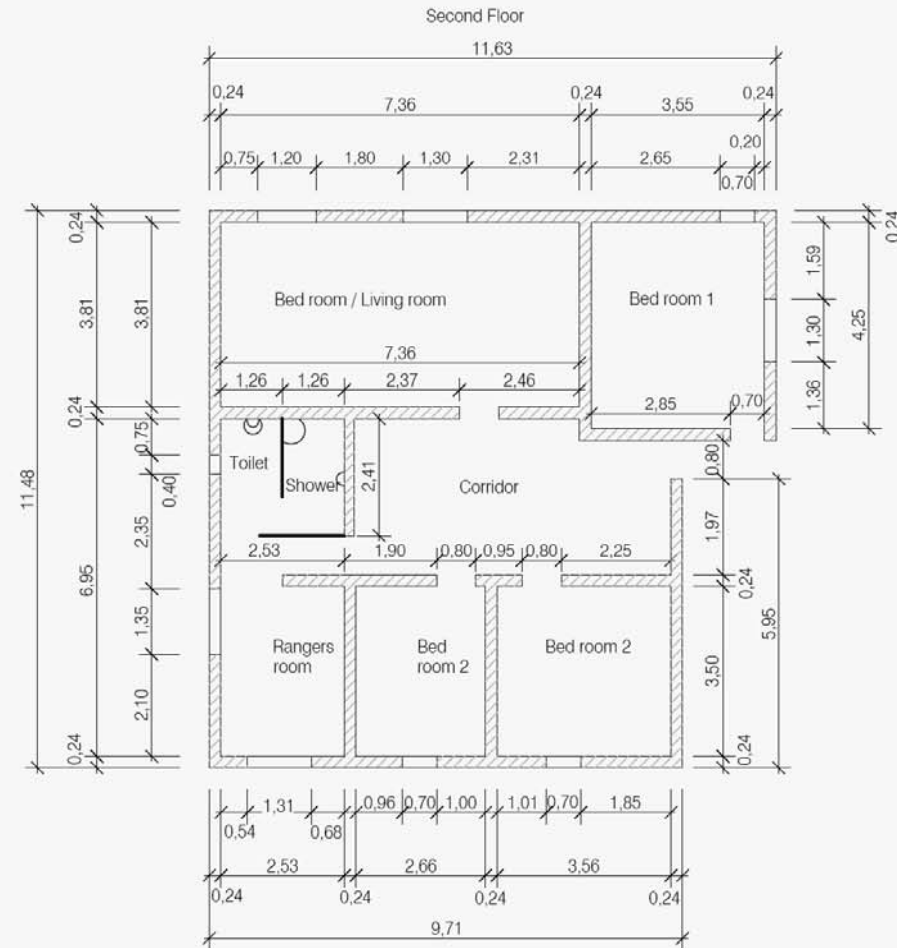 Second Floor
11,63
0,24 7,36 0,24 3,55 0,24
0,75 1,20 1,80 1,30 2,31 2,65 0,20
0,70
0,24 0,24
3,81 3,81 1,59
Bed room / Living room Bed room 1
1,30 4,25
7,36
1,26 1,26 2,37 2,46 1,36
2,85 0,70
0,24
0,75
Toilet 0,80
Shower 2,41 Corridor
11,48 0,40
2,35 1,97
2,53 1,90 0,80 0,95 0,80 2,25
6,95 0,24
1,35 5,95
Rangers
room
Bed
room 2
Bed room 2
3,50
2,10
0,24 0,24
1,31 0,96 0,70 1,00 1,01 0,70 1,85
0,54 0,68
2,53 2,66 3,56
0,24 0,24 0,24 0,24
9,71